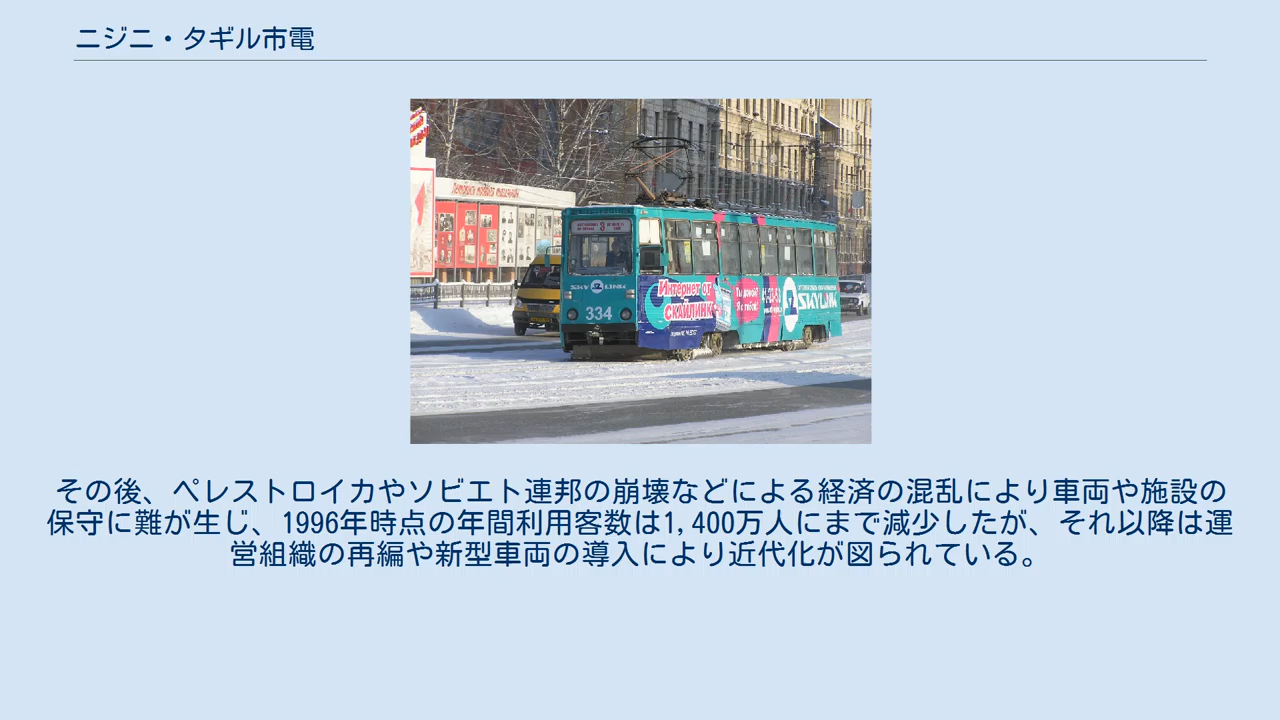 ニジニ・タギル市電
3
SKY LINK
334
Интернет от
СКАЙЛИНК
SKYLINK
その後、ペレストロイカやソビエト連邦の崩壊などによる経済の混乱により車両や施設の
保守に難が生じ、1996年時点の年間利用客数は1,400万人にまで減少したが、それ以降は運
営組織の再編や新型車両の導入により近代化が図られている。